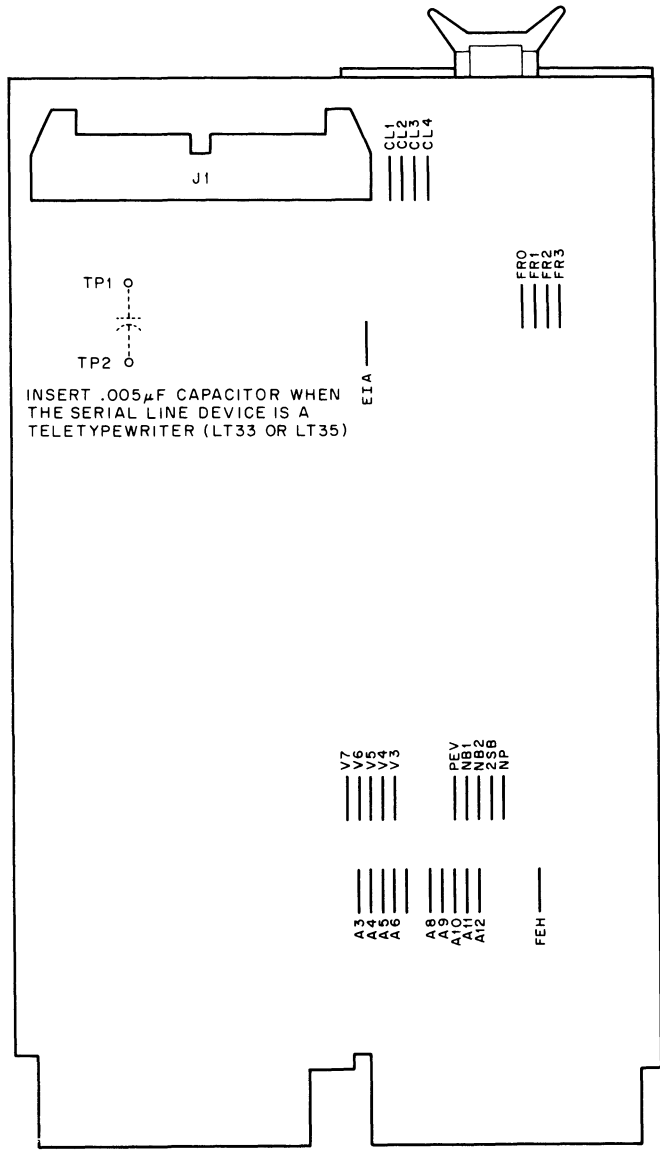 J1
CL1
CL2
CL3
CL4
TP1
TP2
FR0
FR1
FR2
FR3
EIA
INSERT .005µF CAPACITOR WHEN
THE SERIAL LINE DEVICE IS A
TELETYPEWRITER (LT33 OR LT35)
V7
V6
V5
V4
V3
PEV
NB1
NB2
2SB
NP
A3
A4
A5
A6
A8
A9
A10
A11
A12
FEH